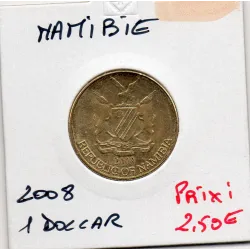 NAMIBIE
REPUBLIC OF NAMIBIA
2008
1 DOLLAR
PRIX:
2,50€